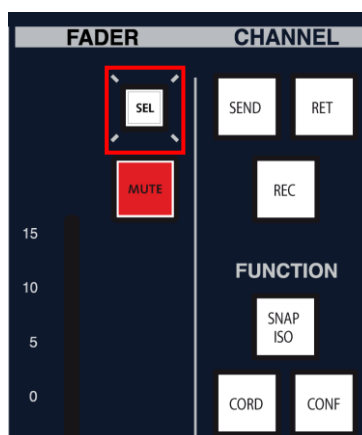 FADER CHANNEL
SEL SEND RET
MUTE REC
15
FUNCTION
10
SNAP
ISO
5
0 CORD CONF